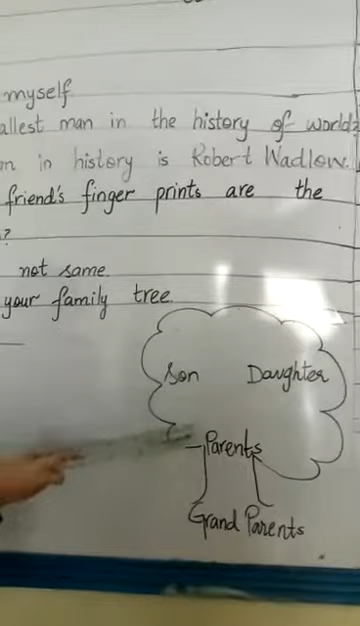 myself
allest man in the history of world?
n in history is Robert Wadlow.
friend's finger prints are the
?
not same.
your family tree.
Son Daughter
Parents
Grand Parents